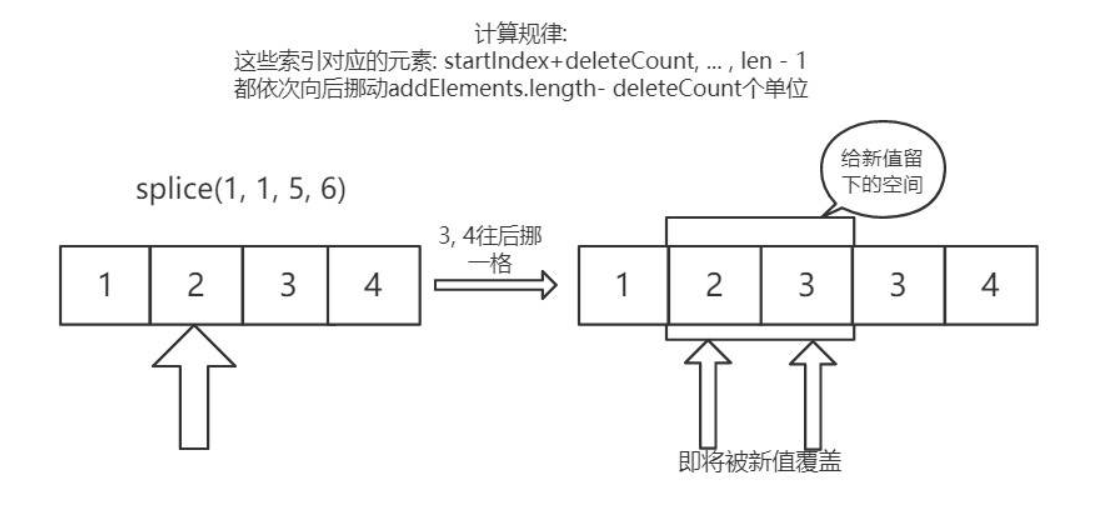 计算规律:
这些索引对应的元素: startIndex+deleteCount, ... , len - 1
都依次向后挪动addElements.length- deleteCount个单位
给新值留
下的空间
splice(1, 1, 5, 6)
3, 4往后挪
一格
1 2 3 4
1 2 3 3 4
即将被新值覆盖